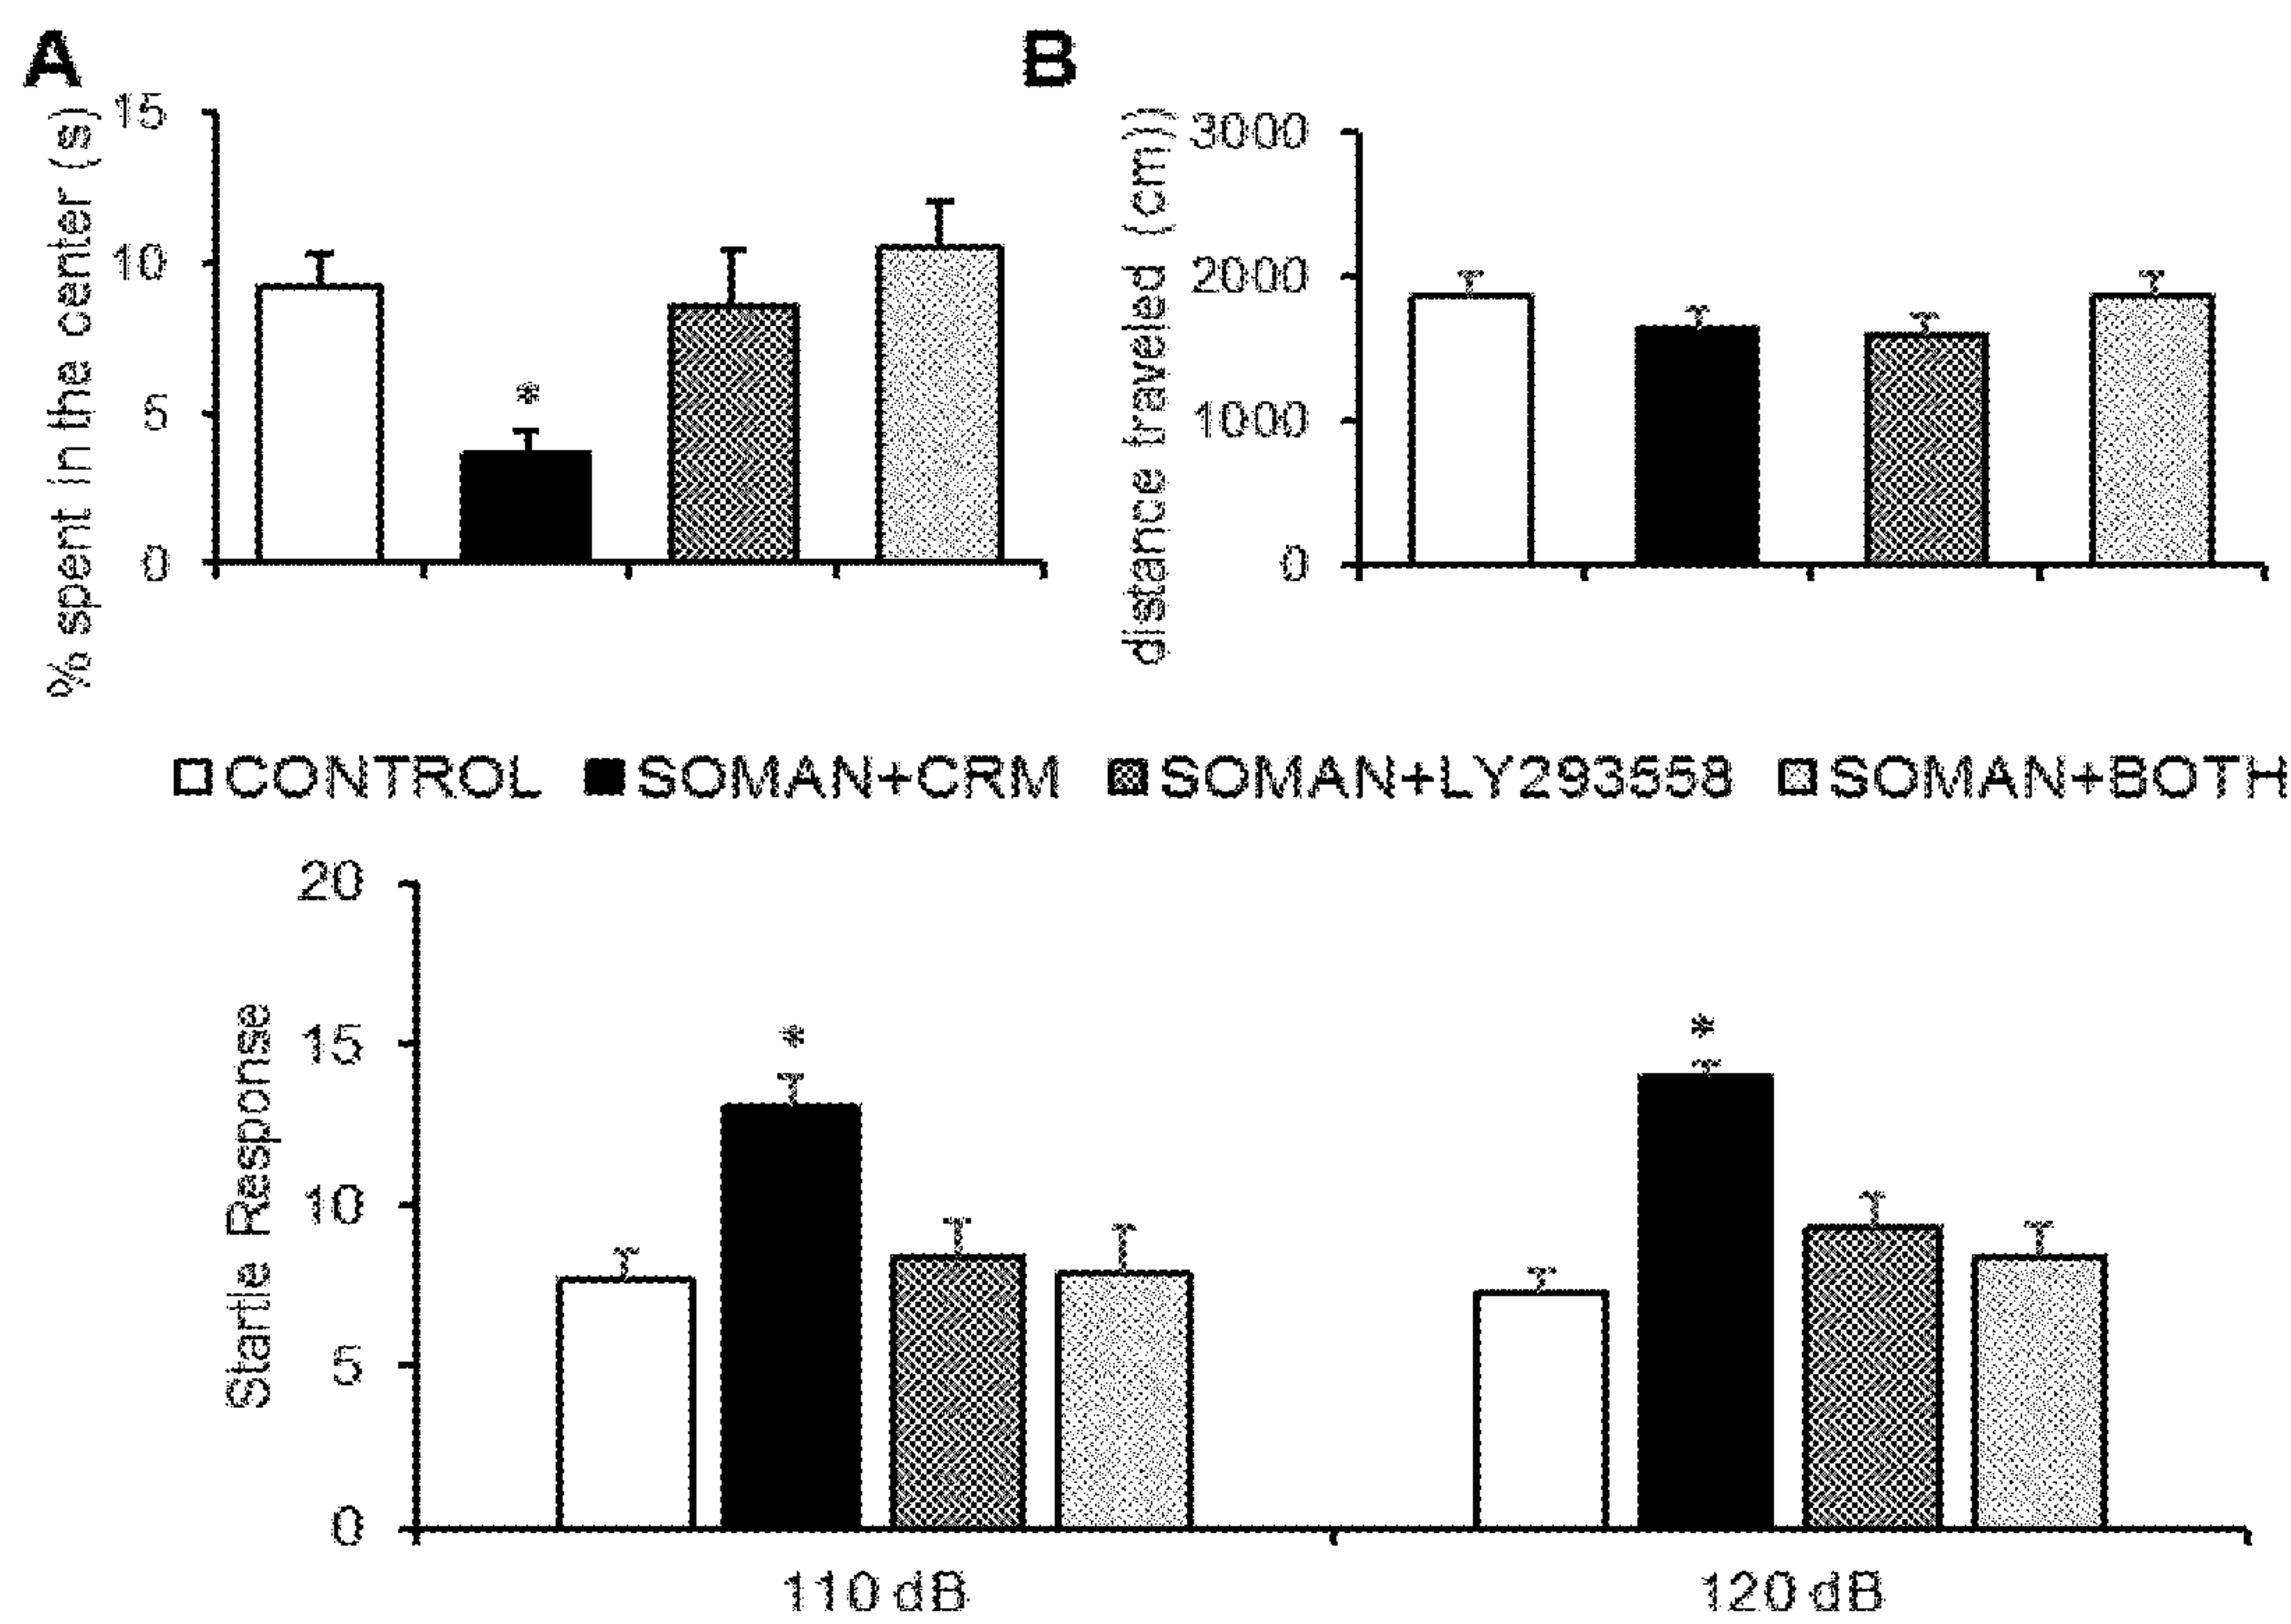 A
% spent in the center (s)
15
10
5
0
*
B
distance traveled (cm))
3000
2000
1000
0
CONTROL SOMAN+CRM SOMAN+LY293558 SOMAN+BOTH
Startle Response
20
15
10
5
0
*
*
110 dB
120 dB